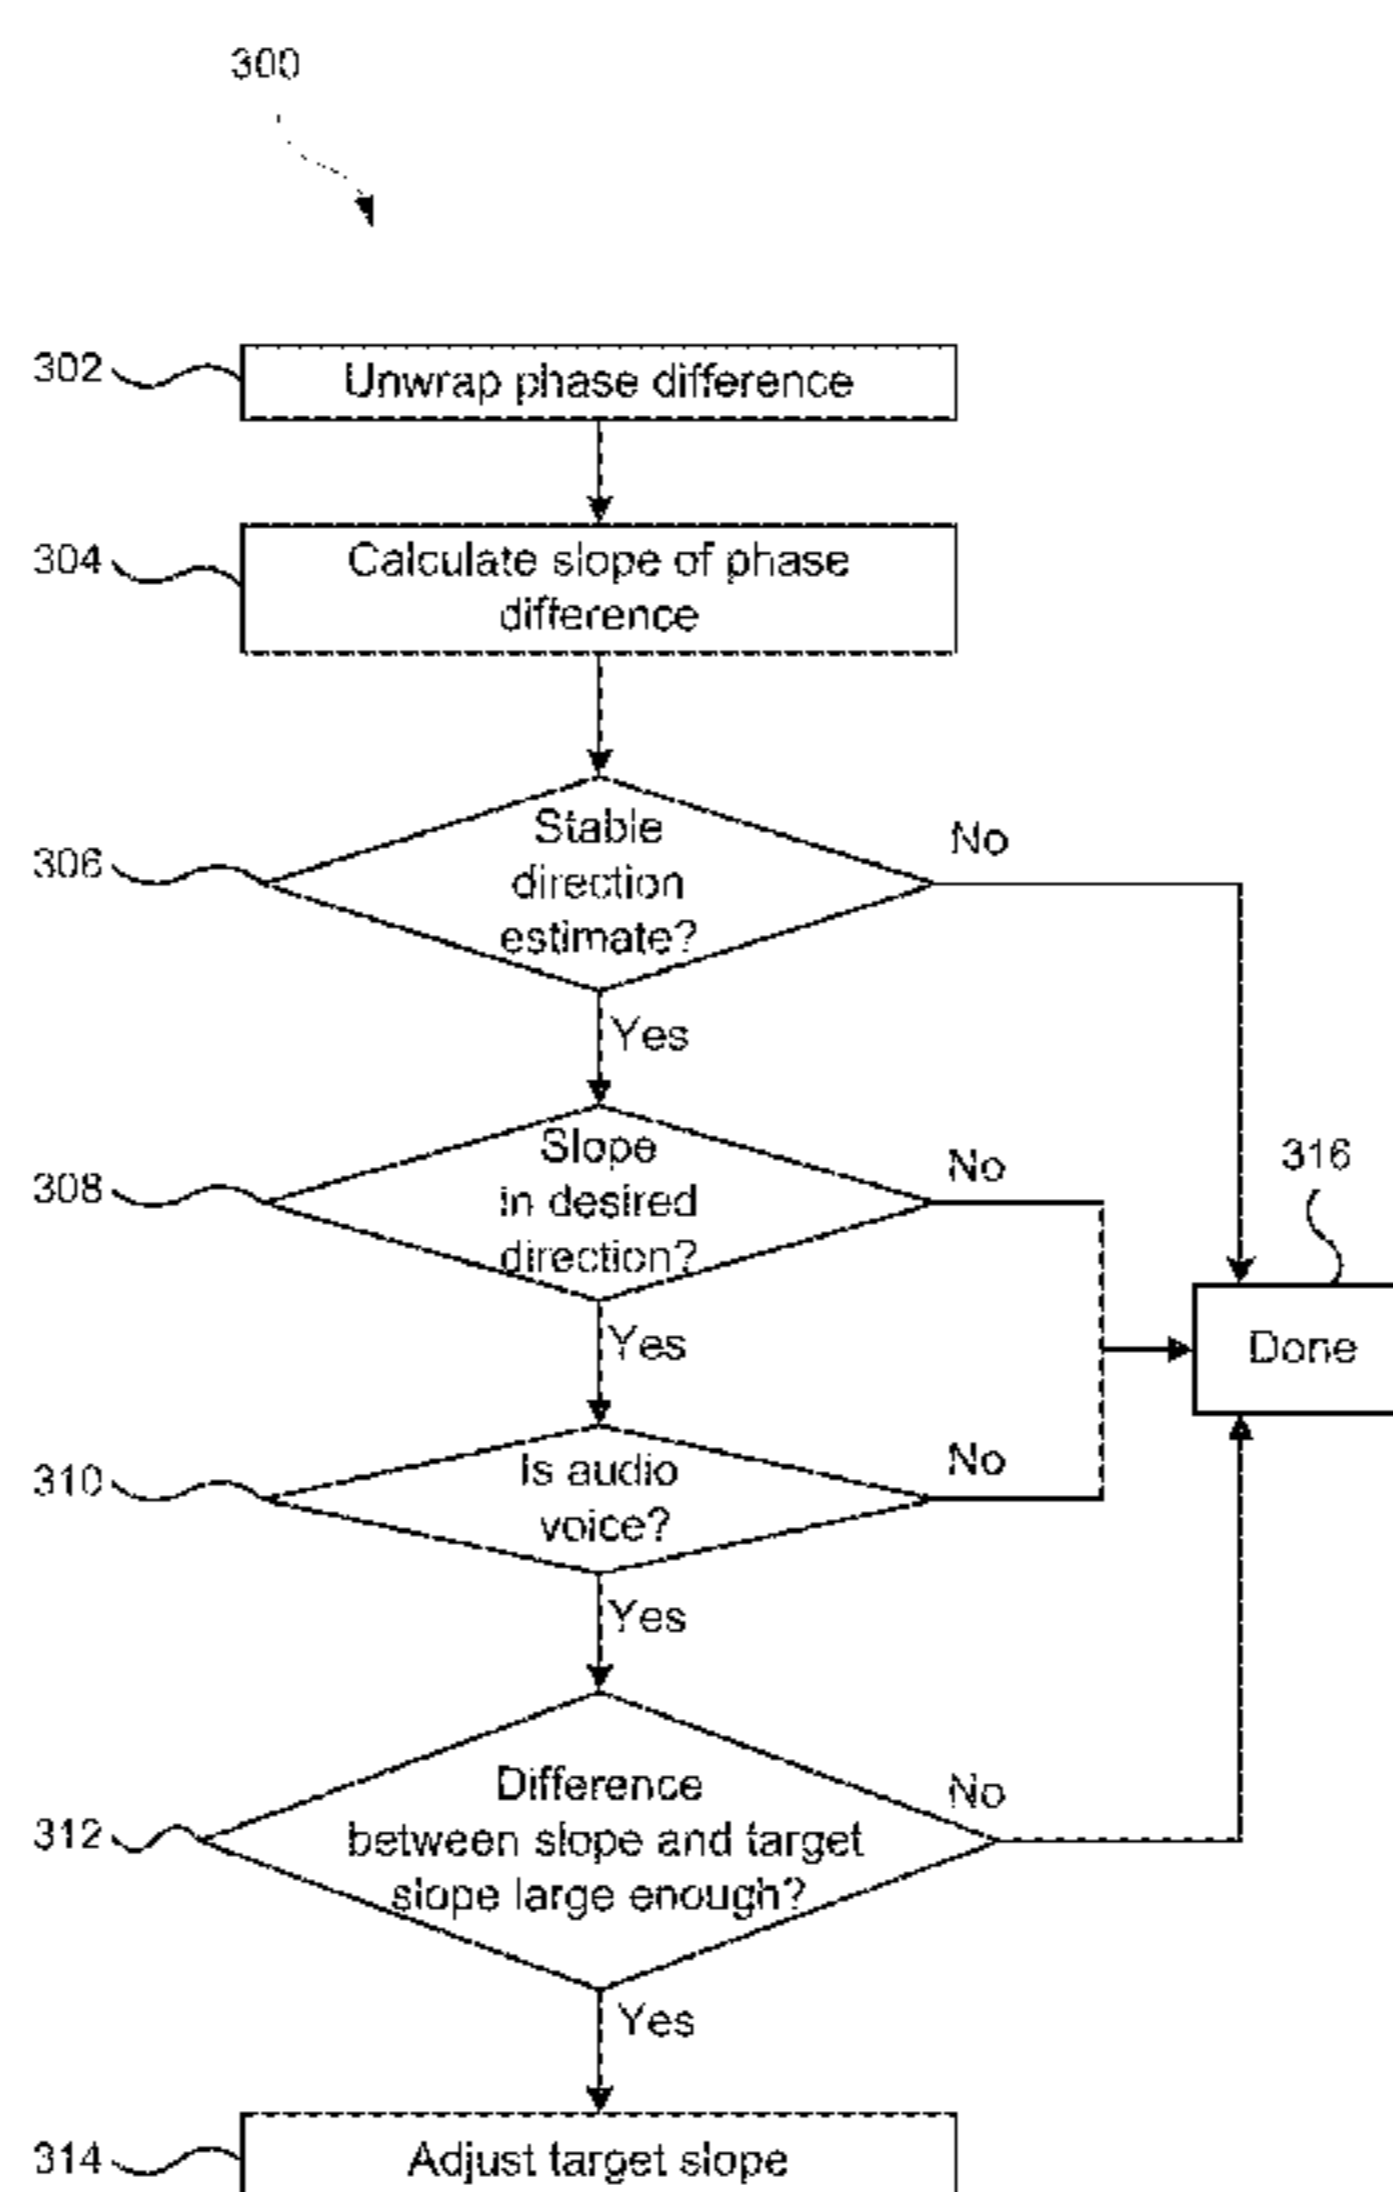 300
302
Unwrap phase difference
304
Calculate slope of phase
difference
306
Stable
direction
estimate?
No
Yes
308
Slope
in desired
direction?
No
316
Done
Yes
310
Is audio
voice?
No
Yes
312
Difference
between slope and target
slope large enough?
No
Yes
314
Adjust target slope